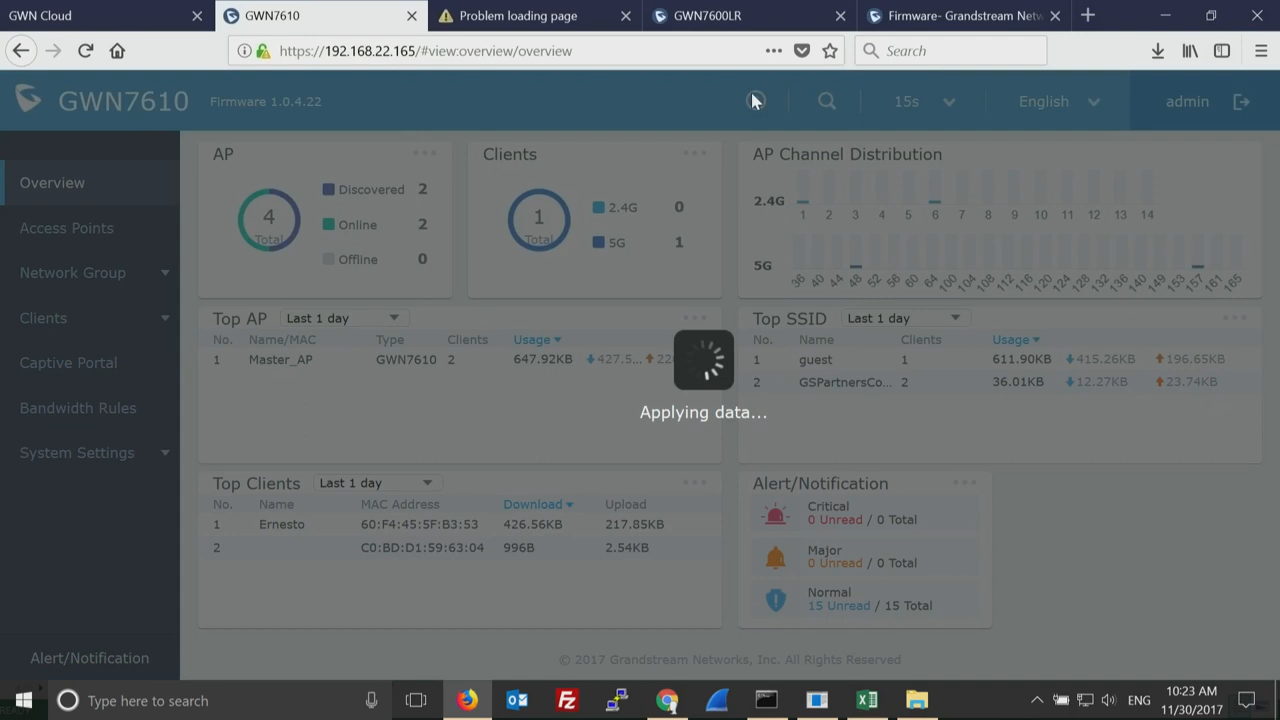 GWN Cloud
GWN7610
Problem loading page
GWN7600LR
Firmware- Grandstream Netw
https://192.168.22.165/#view:overview/overview
Search
GWN7610
Firmware 1.0.4.22
15s
English
admin
Overview
Access Points
Network Group
Clients
Captive Portal
Bandwidth Rules
System Settings
Alert/Notification
AP
4
Total
Discovered 2
Online 2
Offline 0
Clients
1
Total
2.4G 0
5G 1
AP Channel Distribution
2.4G
1 2 3 4 5 6 7 8 9 10 11 12 13 14
5G
36 40 44 48 52 56 60 64 100 104 108 112 116 120 124 128 132 136 140 149 153 157 161 165
Top AP Last 1 day
No. Name/MAC Type Clients Usage
1 Master_AP GWN7610 2 647.92KB 427.5... 22
Top SSID Last 1 day
No. Name Clients Usage
1 guest 1 611.90KB 415.26KB 196.65KB
2 GSPartnersCo... 2 36.01KB 12.27KB 23.74KB
Applying data...
Top Clients Last 1 day
No. Name MAC Address Download Upload
1 Ernesto 60:F4:45:5F:B3:53 426.56KB 217.85KB
2 C0:BD:D1:59:63:04 996B 2.54KB
Alert/Notification
Critical
0 Unread / 0 Total
Major
0 Unread / 0 Total
Normal
15 Unread / 15 Total
© 2017 Grandstream Networks, Inc. All Rights Reserved
Type here to search
ENG
10:23 AM
11/30/2017